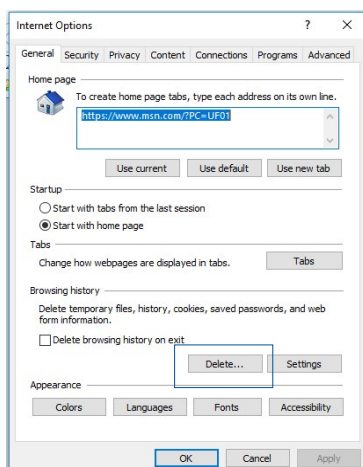 Internet Options ? X
General Security Privacy Content Connections Programs Advanced
Home page
To create home page tabs, type each address on its own line.
https://www.msn.com/?PC=UF01
Use current Use default Use new tab
Startup
Start with tabs from the last session
Start with home page
Tabs
Change how webpages are displayed in tabs. Tabs
Browsing history
Delete temporary files, history, cookies, saved passwords, and web
form information.
Delete browsing history on exit
Delete... Settings
Appearance
Colors Languages Fonts Accessibility
OK Cancel Apply